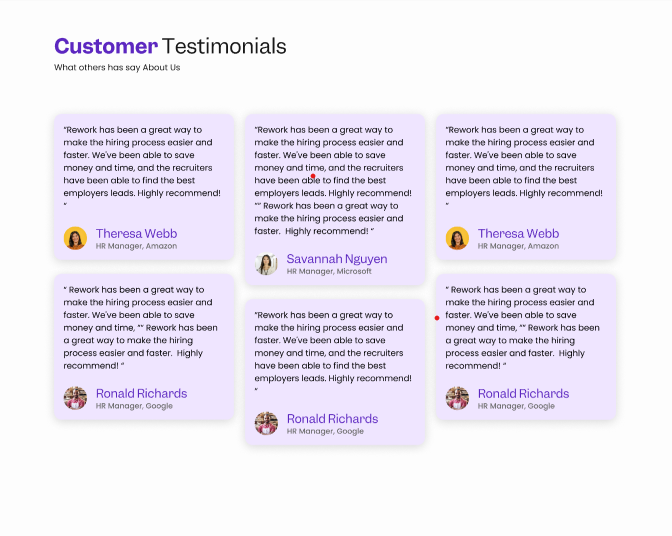 Customer Testimonials
What others has say About Us
“Rework has been a great way to
make the hiring process easier and
faster. We've been able to save
money and time, and the recruiters
have been able to find the best
employers leads. Highly recommend!
“
Theresa Webb
HR Manager, Amazon
“ Rework has been a great way to
make the hiring process easier and
faster. We've been able to save
money and time, “” Rework has been
a great way to make the hiring
process easier and faster.  Highly
recommend! “
Ronald Richards
HR Manager, Google
“Rework has been a great way to
make the hiring process easier and
faster. We've been able to save
money and time, and the recruiters
have been able to find the best
employers leads. Highly recommend!
“” Rework has been a great way to
make the hiring process easier and
faster.  Highly recommend! “
Savannah Nguyen
HR Manager, Microsoft
“Rework has been a great way to
make the hiring process easier and
faster. We've been able to save
money and time, and the recruiters
have been able to find the best
employers leads. Highly recommend!
“
Ronald Richards
HR Manager, Google
“Rework has been a great way to
make the hiring process easier and
faster. We've been able to save
money and time, and the recruiters
have been able to find the best
employers leads. Highly recommend!
“
Theresa Webb
HR Manager, Amazon
“ Rework has been a great way to
make the hiring process easier and
faster. We've been able to save
money and time, “” Rework has been
a great way to make the hiring
process easier and faster.  Highly
recommend! “
Ronald Richards
HR Manager, Google